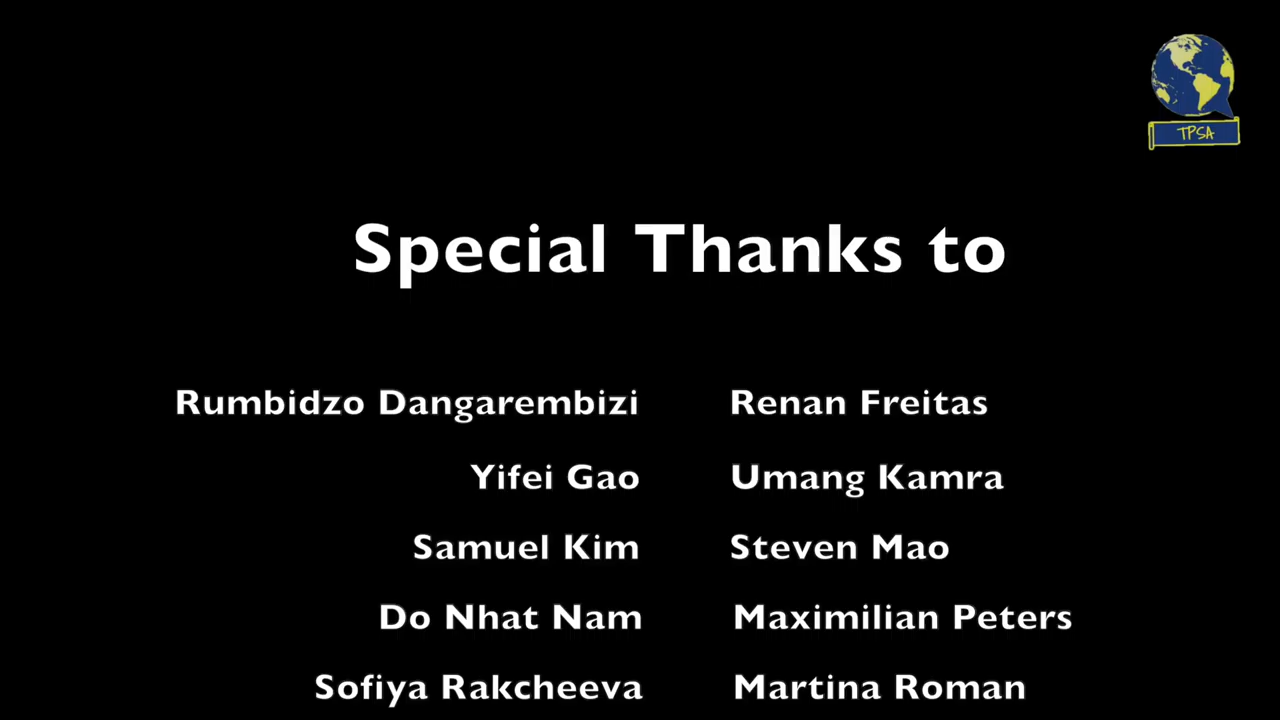 TPSA
Special Thanks to
Rumbidzo Dangarembizi Renan Freitas
Yifei Gao Umang Kamra
Samuel Kim Steven Mao
Do Nhat Nam Maximilian Peters
Sofiya Rakcheeva Martina Roman